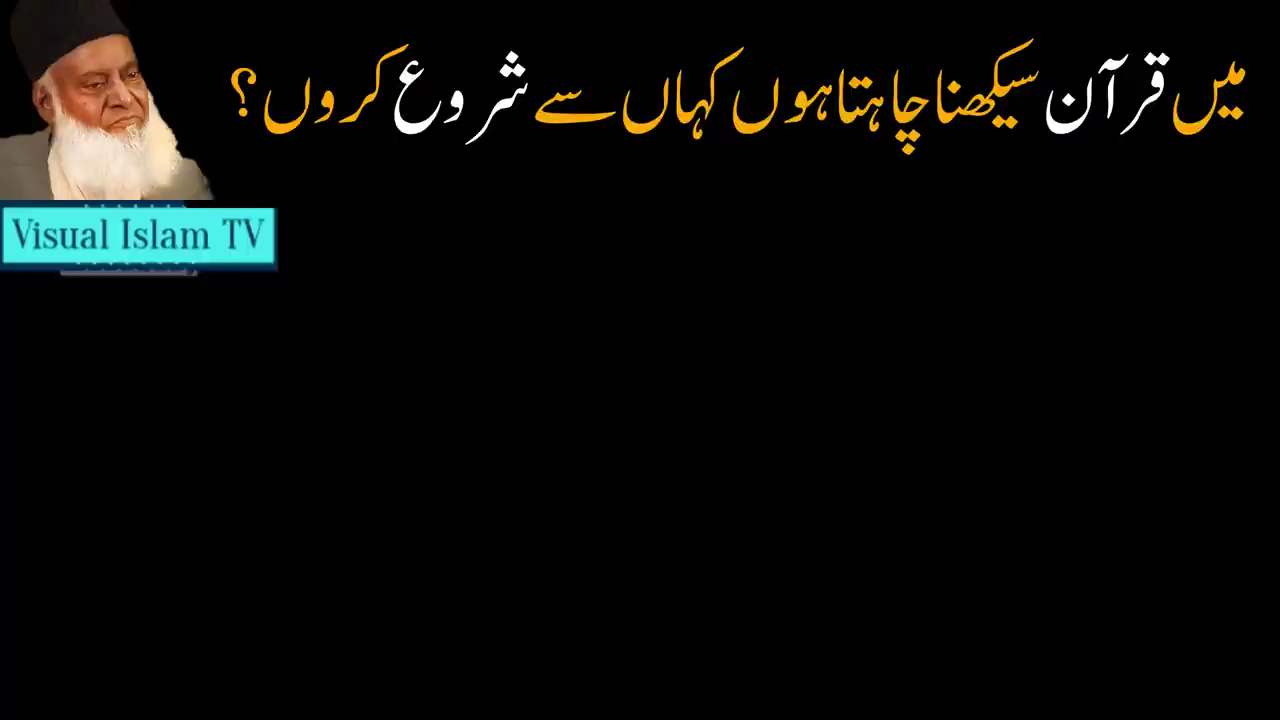 میں قرآن سیکھنا چاہتا ہوں کہاں سے شروع کروں؟
Visual Islam TV